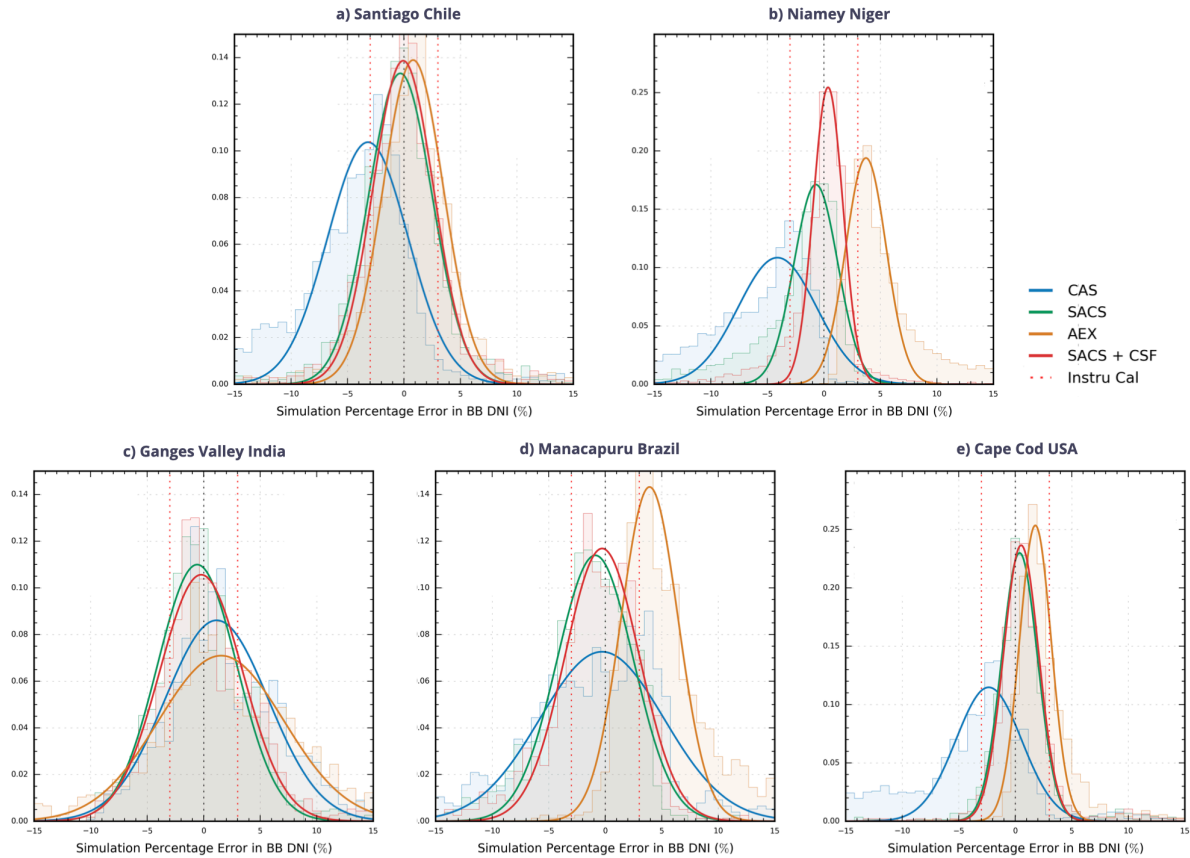 a) Santiago Chile
b) Niamey Niger
0.14
0.12
0.10
0.08
0.06
0.04
0.02
0.00
−15 −10 −5 0 5 10 15
Simulation Percentage Error in BB DNI (%)
0.25
0.20
0.15
0.10
0.05
0.00
−15 −10 −5 0 5 10 15
Simulation Percentage Error in BB DNI (%)
CAS
SACS
AEX
SACS + CSF
Instru Cal
c) Ganges Valley India
d) Manacapuru Brazil
e) Cape Cod USA
0.14
0.12
0.10
0.08
0.06
0.04
0.02
0.00
−15 −10 −5 0 5 10 15
Simulation Percentage Error in BB DNI (%)
.14
.12
.10
.08
.06
.04
.02
.00
−15 −10 −5 0 5 10 15
Simulation Percentage Error in BB DNI (%)
0.25
0.20
0.15
0.10
0.05
0.00
−15 −10 −5 0 5 10 15
Simulation Percentage Error in BB DNI (%)